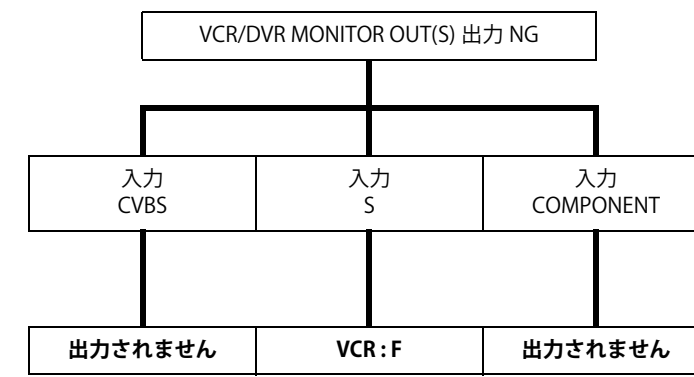 VCR/DVR MONITOR OUT(S) 出力 NG
入力
CVBS
入力
S
入力
COMPONENT
出力されません
VCR : F
出力されません